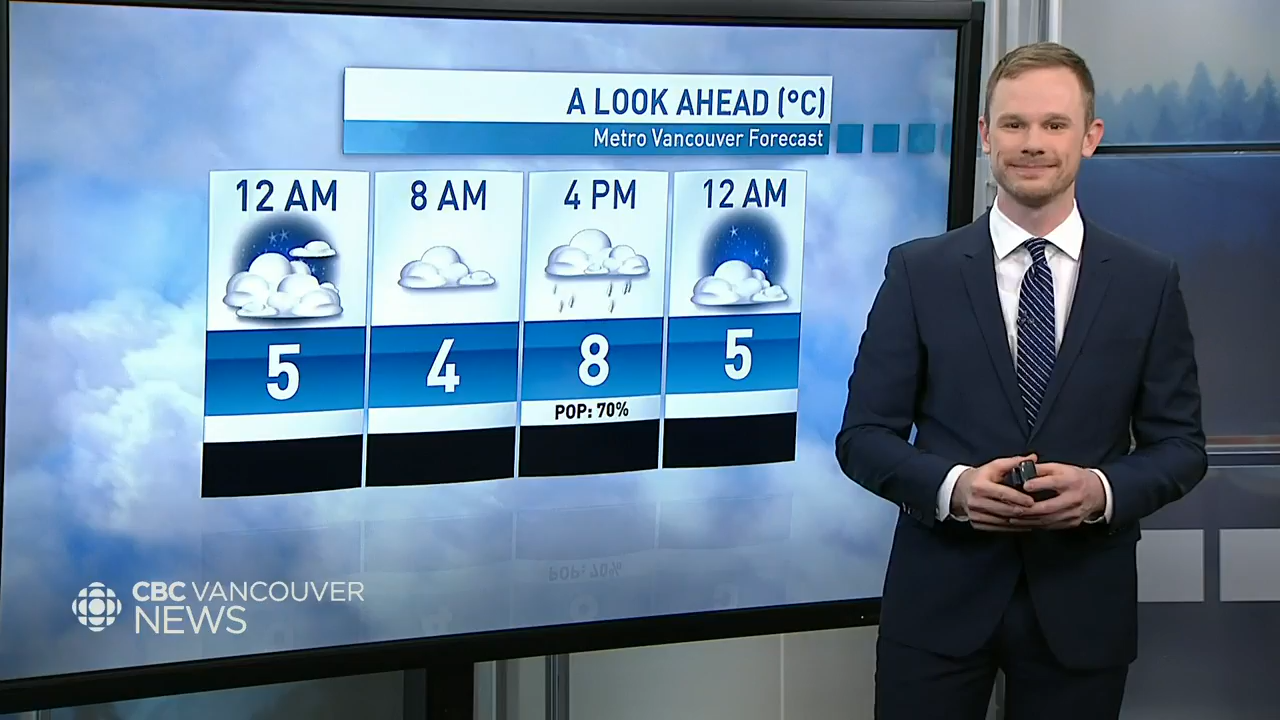 A LOOK AHEAD (°C)
Metro Vancouver Forecast
12 AM
8 AM
4 PM
12 AM
5
4
8
5
POP: 70%
CBC VANCOUVER
NEWS